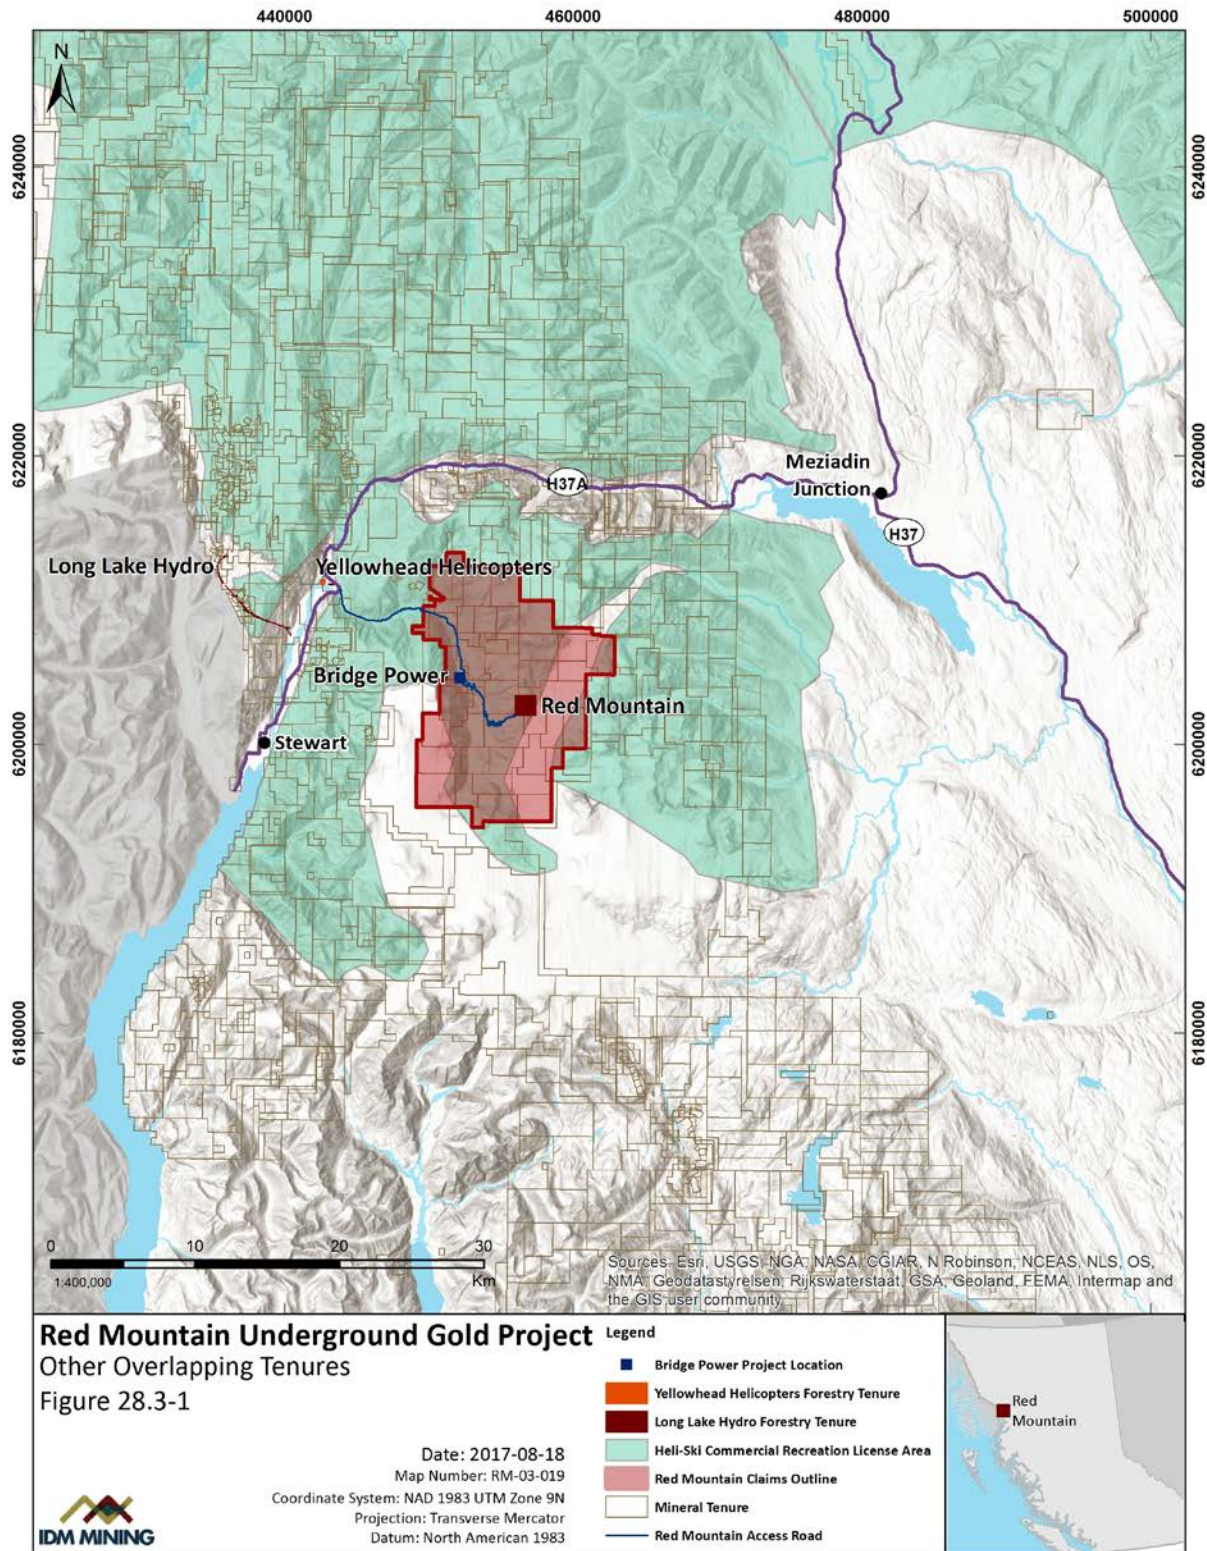 440000
460000
480000
500000
N
6240000
6240000
6220000
6220000
Meziadin
Junction
H37A
H37
Long Lake Hydro
Yellowhead Helicopters
Bridge Power
Red Mountain
Stewart
6200000
6200000
6180000
6180000
0 10 20 30
1:400,000
Km
Sources: Esri, USGS, NGA, NASA, CGIAR, N Robinson, NCEAS, NLS, OS,
NMA, Geodatastyrelsen, Rijkswaterstaat, GSA, Geoland, FEMA, Intermap and
the GIS user community
Red Mountain Underground Gold Project
Other Overlapping Tenures
Figure 28.3-1
Date: 2017-08-18
Map Number: RM-03-019
Coordinate System: NAD 1983 UTM Zone 9N
Projection: Transverse Mercator
Datum: North American 1983
IDM MINING
Legend
Bridge Power Project Location
Yellowhead Helicopters Forestry Tenure
Long Lake Hydro Forestry Tenure
Heli-Ski Commercial Recreation License Area
Red Mountain Claims Outline
Mineral Tenure
Red Mountain Access Road
Red
Mountain